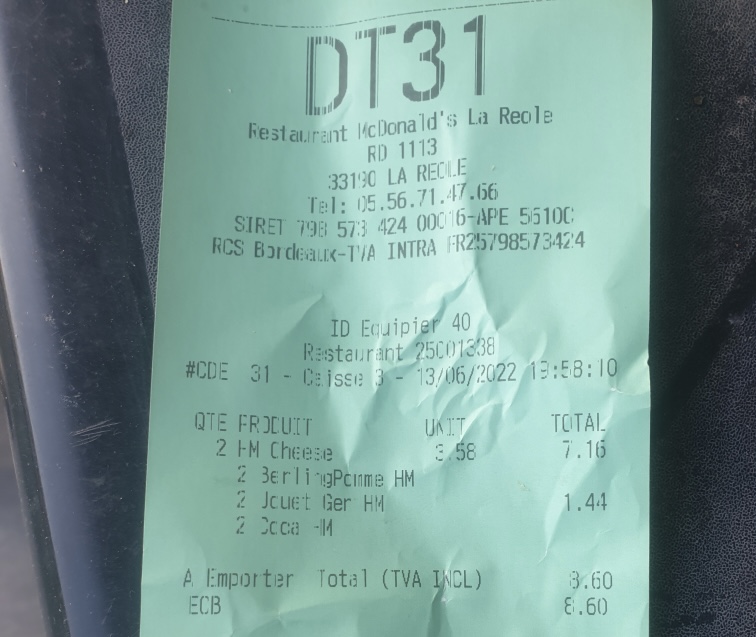 DT31
Restaurant McDonald's La Reole
RD 1113
33190 LA REOLE
Tel: 05.56.71.47.66
SIRET 798 573 424 00016-APE 5610C
RCS Bordeaux-TVA INTRA FR25798573424
ID Equipier 40
Restaurant 25001338
#CDE 31 - Caisse 3 - 13/06/2022 19:58:10
QTE PRODUIT UNIT TOTAL
2 HM Cheese 3.58 7.16
2 BerlingPomme HM
2 Jouet Ger HM 1.44
2 Coca HM
A Emporter Total (TVA INCL) 8.60
ECB 8.60